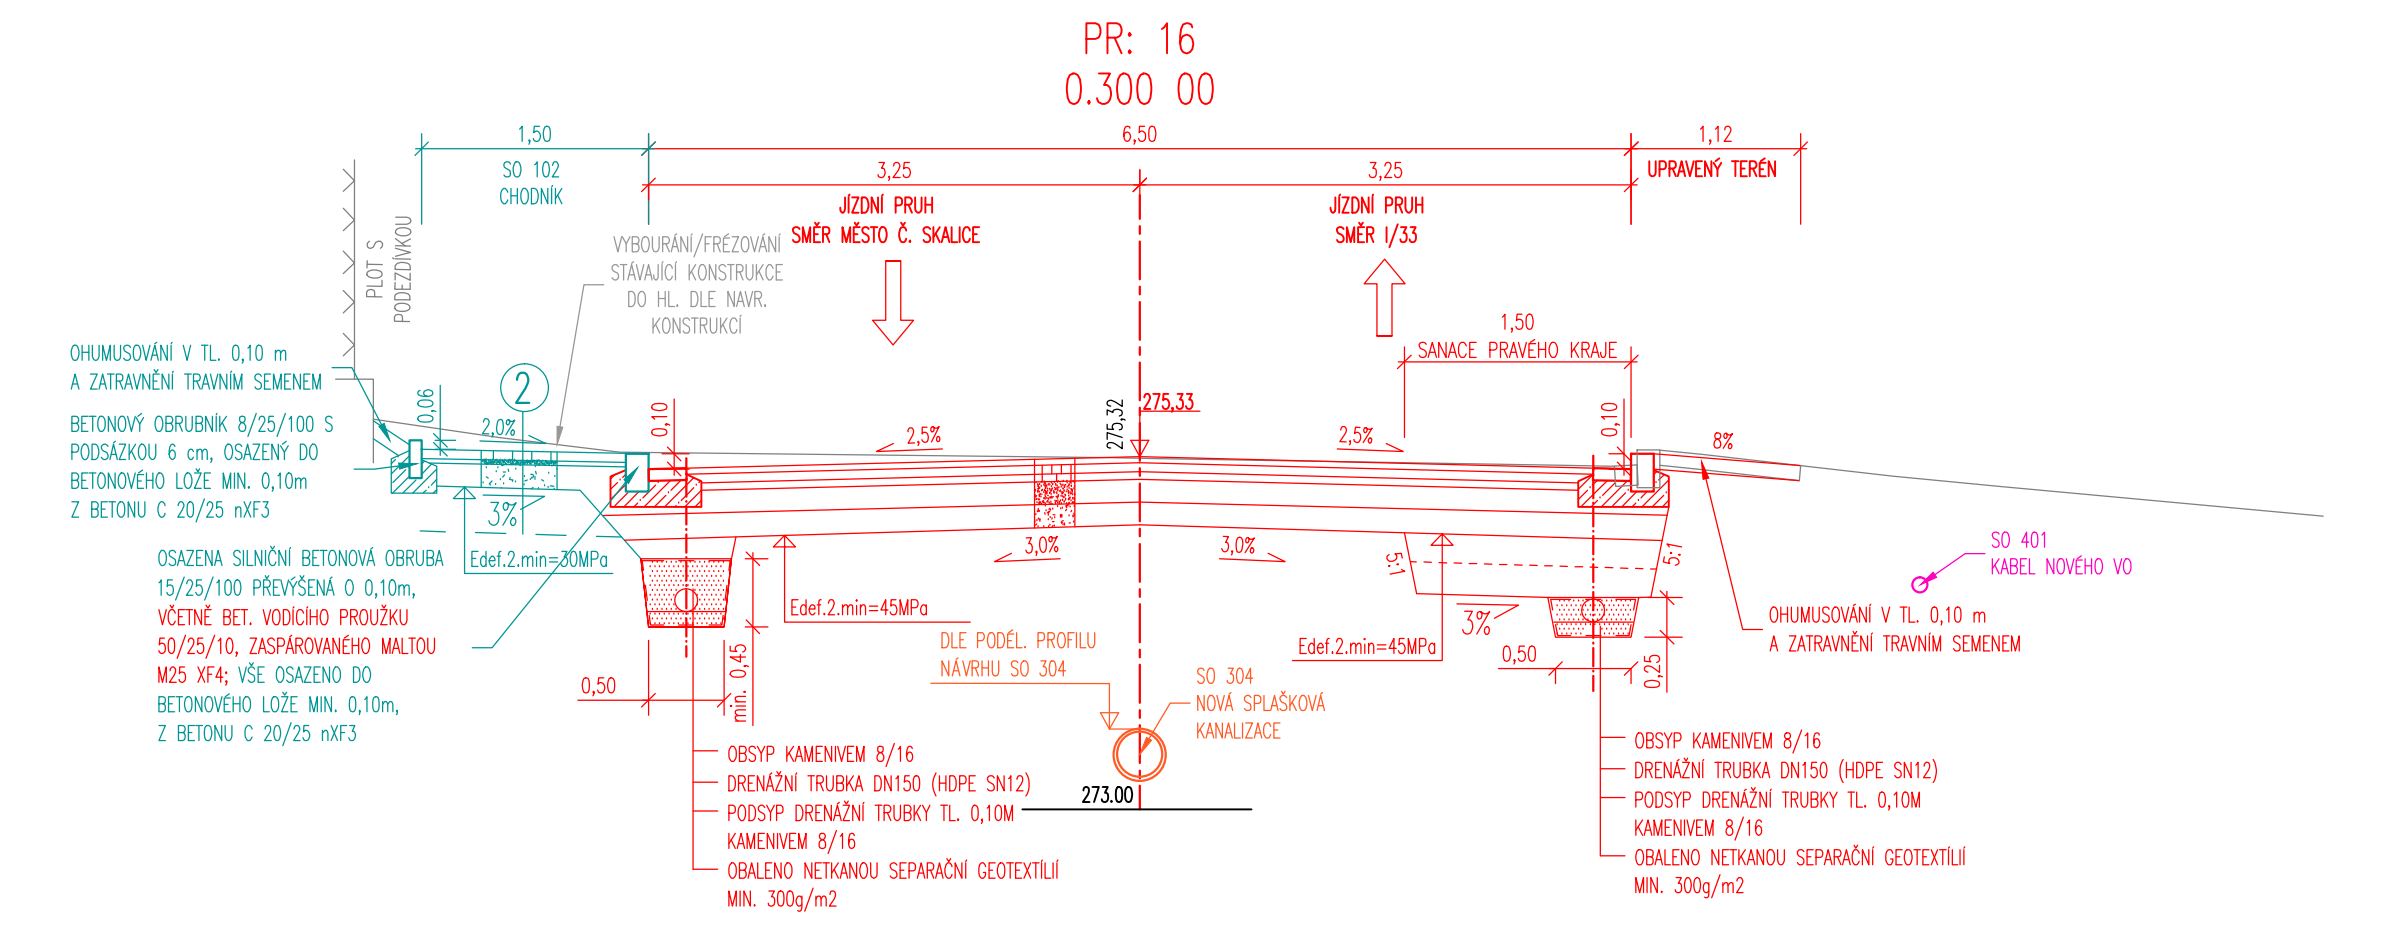 PR: 16
0.300 00
1,50
6,50
1,12
SO 102
CHODNÍK
3,25
3,25
UPRAVENÝ TERÉN
JÍZDNÍ PRUH
SMĚR MĚSTO Č. SKALICE
JÍZDNÍ PRUH
SMĚR I/33
PLOT S
PODEZDÍVKOU
VYBOURÁNÍ/FRÉZOVÁNÍ
STÁVAJÍCÍ KONSTRUKCE
DO HL. DLE NAVR.
KONSTRUKCÍ
1,50
SANACE PRAVÉHO KRAJE
OHUMUSOVÁNÍ V TL. 0,10 m
A ZATRAVNĚNÍ TRAVNÍM SEMENEM
BETONOVÝ OBRUBNÍK 8/25/100 S
PODSÁZKOU 6 cm, OSAZENÝ DO
BETONOVÉHO LOŽE MIN. 0,10m
Z BETONU C 20/25 nXF3
0,06
2
2,0%
0,10
2,5%
275,32
275,33
2,5%
0,10
8%
3%
Edef.2.min=30MPa
3,0%
3,0%
5:1
5:1
OSAZENA SILNIČNÍ BETONOVÁ OBRUBA
15/25/100 PŘEVÝŠENÁ O 0,10m,
VČETNĚ BET. VODÍCÍHO PROUŽKU
50/25/10, ZASPÁROVANÉHO MALTOU
M25 XF4; VŠE OSAZENO DO
BETONOVÉHO LOŽE MIN. 0,10m,
Z BETONU C 20/25 nXF3
Edef.2.min=45MPa
Edef.2.min=45MPa
3%
0,50
min. 0,45
0,50
0,25
SO 401
KABEL NOVÉHO VO
OHUMUSOVÁNÍ V TL. 0,10 m
A ZATRAVNĚNÍ TRAVNÍM SEMENEM
DLE PODÉL. PROFILU
NÁVRHU SO 304
SO 304
NOVÁ SPLAŠKOVÁ
KANALIZACE
273.00
OBSYP KAMENIVEM 8/16
DRENÁŽNÍ TRUBKA DN150 (HDPE SN12)
PODSYP DRENÁŽNÍ TRUBKY TL. 0,10M
KAMENIVEM 8/16
OBALENO NETKANOU SEPARAČNÍ GEOTEXTÍLIÍ
MIN. 300g/m2
OBSYP KAMENIVEM 8/16
DRENÁŽNÍ TRUBKA DN150 (HDPE SN12)
PODSYP DRENÁŽNÍ TRUBKY TL. 0,10M
KAMENIVEM 8/16
OBALENO NETKANOU SEPARAČNÍ GEOTEXTÍLIÍ
MIN. 300g/m2